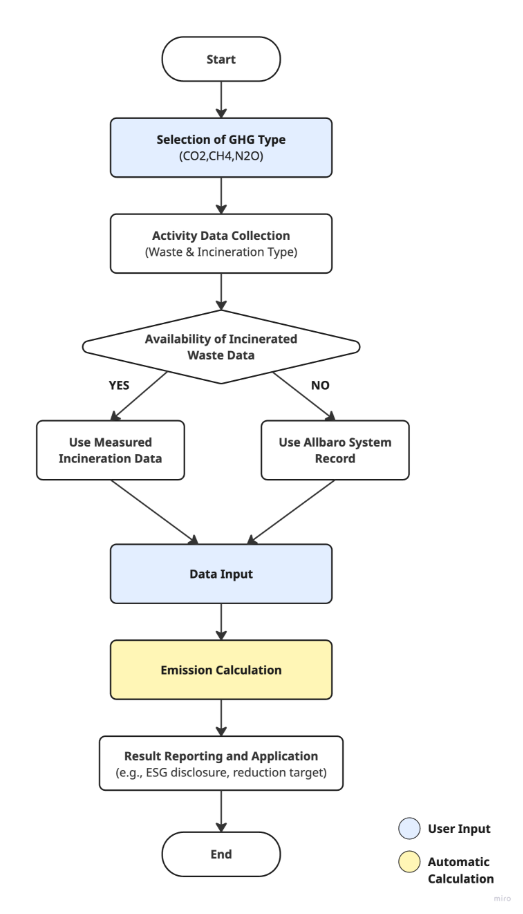 Start
Selection of GHG Type
(CO2,CH4,N2O)
Activity Data Collection
(Waste & Incineration Type)
Availability of Incinerated
Waste Data
YES
NO
Use Measured
Incineration Data
Use Allbaro System
Record
Data Input
Emission Calculation
Result Reporting and Application
(e.g., ESG disclosure, reduction target)
End
User Input
Automatic
Calculation
miro